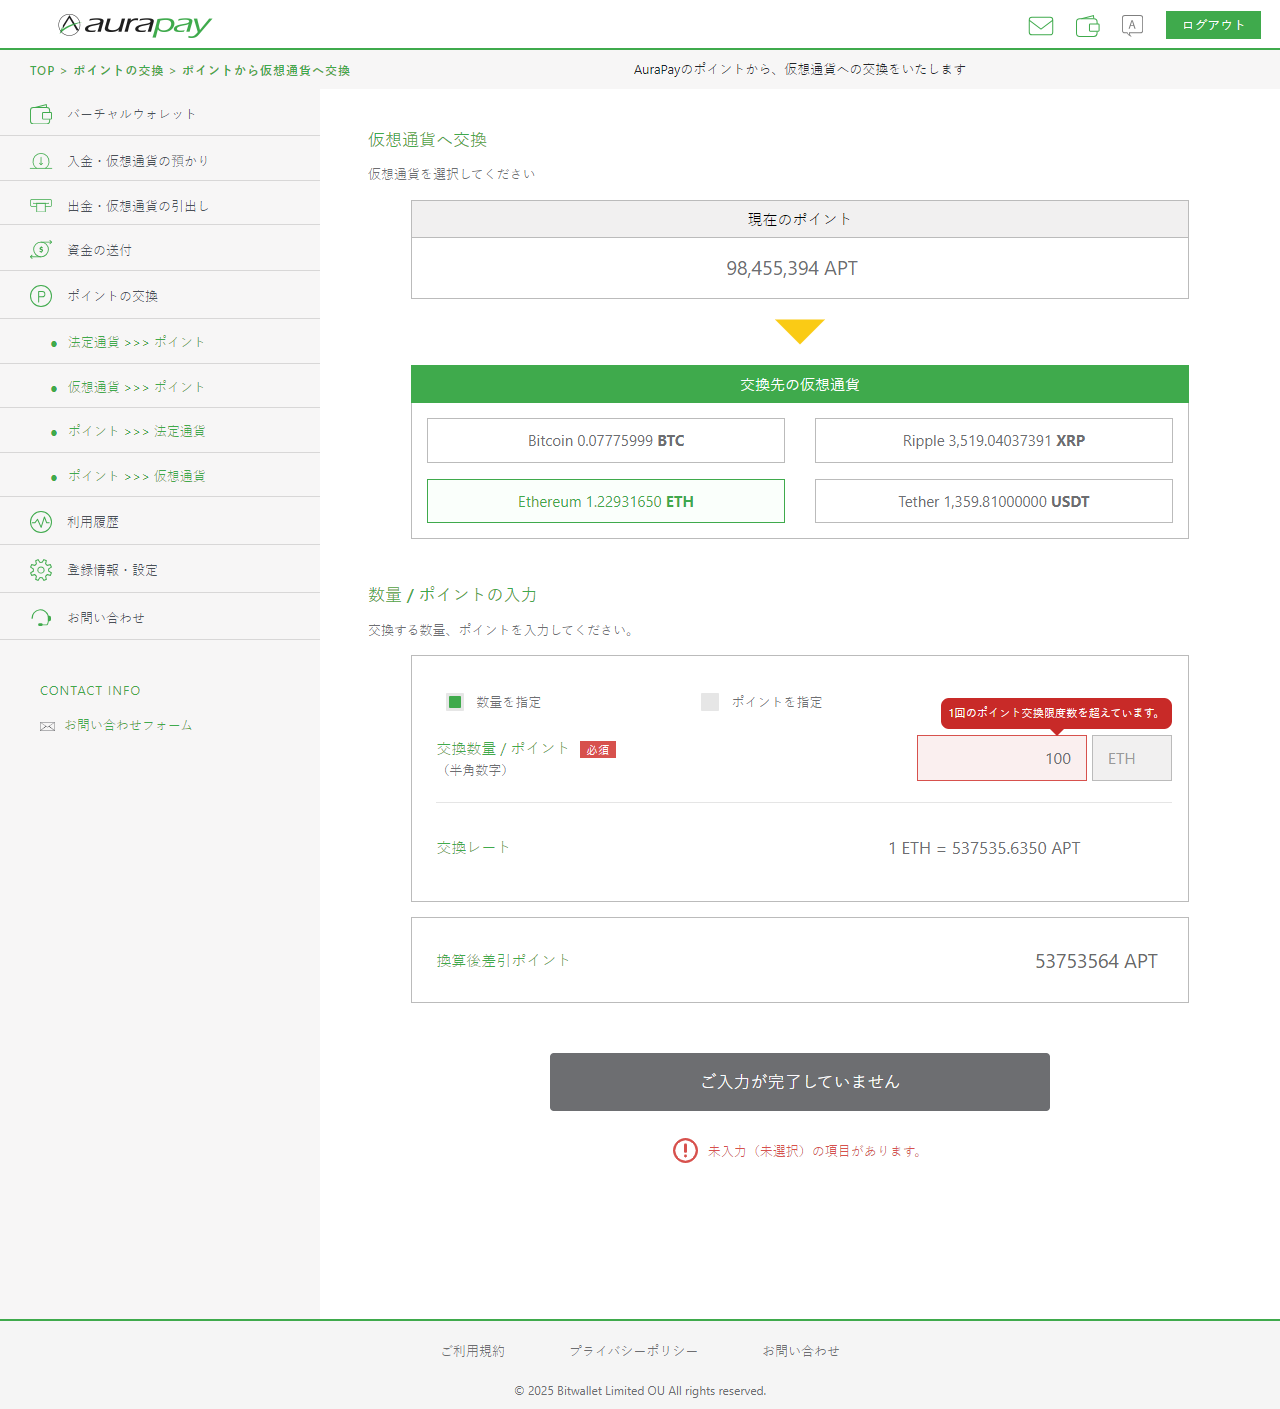 aurapay
A
ログアウト
TOP > ポイントの交換 > ポイントから仮想通貨へ交換
AuraPayのポイントから、仮想通貨への交換をいたします
バーチャルウォレット
入金・仮想通貨の預かり
出金・仮想通貨の引出し
資金の送付
ポイントの交換
法定通貨 >>> ポイント
仮想通貨 >>> ポイント
ポイント >>> 法定通貨
ポイント >>> 仮想通貨
利用履歴
登録情報・設定
お問い合わせ
CONTACT INFO
お問い合わせフォーム
仮想通貨へ交換
仮想通貨を選択してください
現在のポイント
98,455,394 APT
交換先の仮想通貨
Bitcoin 0.07775999 BTC
Ripple 3,519.04037391 XRP
Ethereum 1.22931650 ETH
Tether 1,359.81000000 USDT
数量 / ポイントの入力
交換する数量、ポイントを入力してください。
数量を指定
ポイントを指定
1回のポイント交換限度数を超えています。
交換数量 / ポイント 必須
（半角数字）
100 ETH
交換レート
1 ETH = 537535.6350 APT
換算後差引ポイント
53753564 APT
ご入力が完了していません
未入力（未選択）の項目があります。
ご利用規約 プライバシーポリシー お問い合わせ
© 2025 Bitwallet Limited OU All rights reserved.